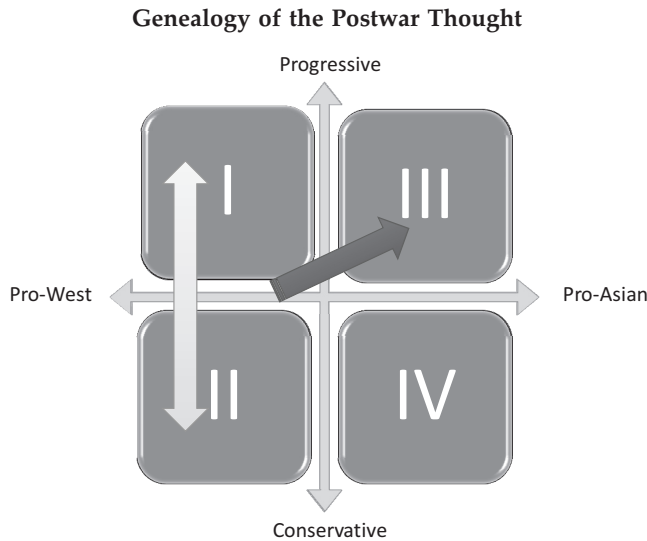 Genealogy of the Postwar Thought
Progressive
I
III
Pro-West
Pro-Asian
II
IV
Conservative